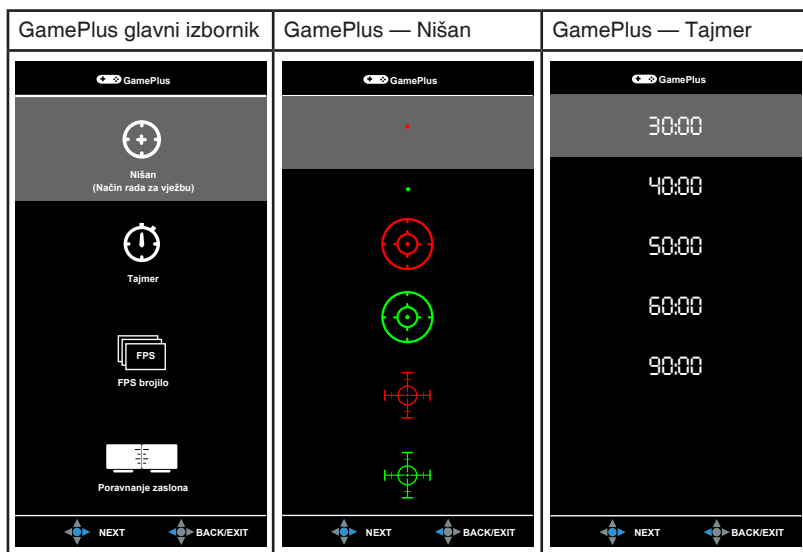 GamePlus glavni izbornik
GamePlus — Nišan
GamePlus — Tajmer
GamePlus
Nišan
(Način rada za vježbu)
Tajmer
FPS
FPS brojilo
Poravnanje zaslona
NEXT BACK/EXIT
GamePlus
NEXT BACK/EXIT
GamePlus
30:00
40:00
50:00
60:00
90:00
NEXT BACK/EXIT